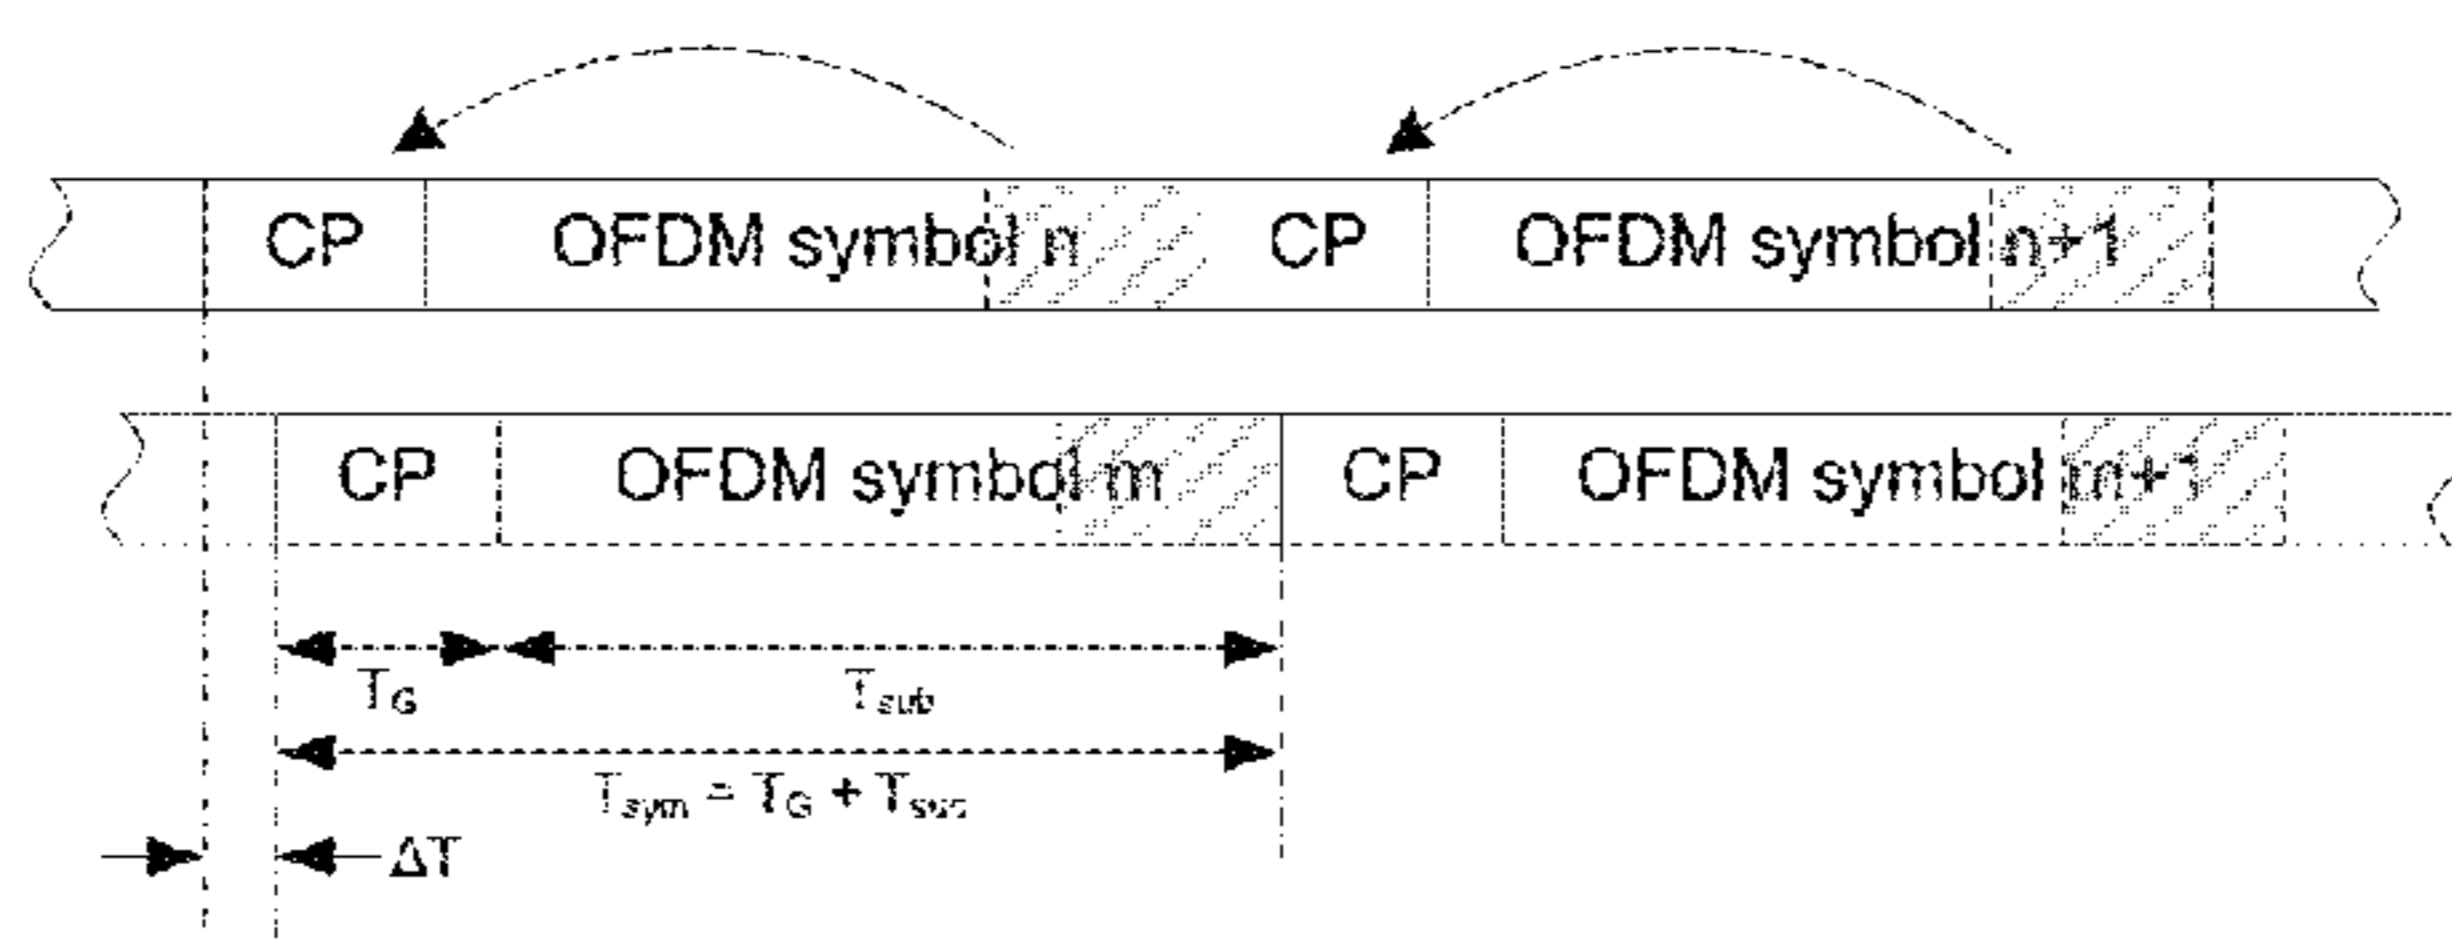 CP OFDM symbol n CP OFDM symbol n+1
CP OFDM symbol m CP OFDM symbol m+1
TG Tsub
Tsym = TG + Tsub
ΔT